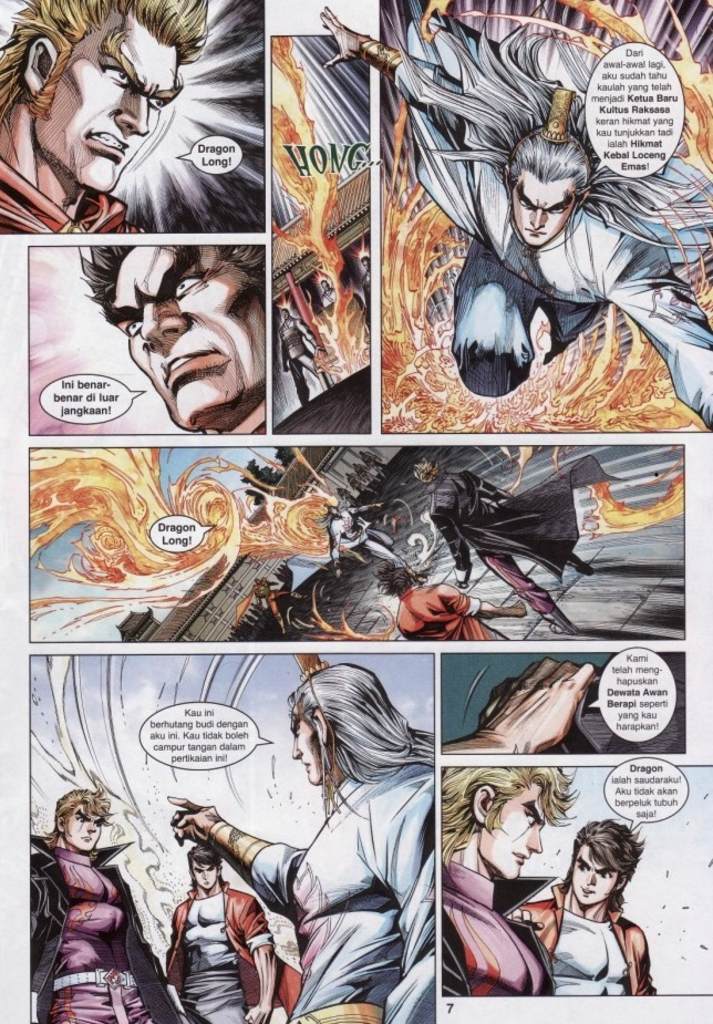 Dragon
Long!
HONG...
Dari
awal-awal lagi,
aku sudah tahu
kaulah yang telah
menjadi Ketua Baru
Kultus Raksasa
keran hikmat yang
kau tunjukkan tadi
ialah Hikmat
Kebal Loceng
Emas!
Ini benar-
benar di luar
jangkaan!
Dragon
Long!
Kau ini
berhutang budi dengan
aku ini. Kau tidak boleh
campur tangan dalam
pertikaian ini!
Kami
telah meng-
hapuskan
Dewata Awan
Berapi seperti
yang kau
harapkan!
Dragon
ialah saudaraku!
Aku tidak akan
berpeluk tubuh
saja!
7